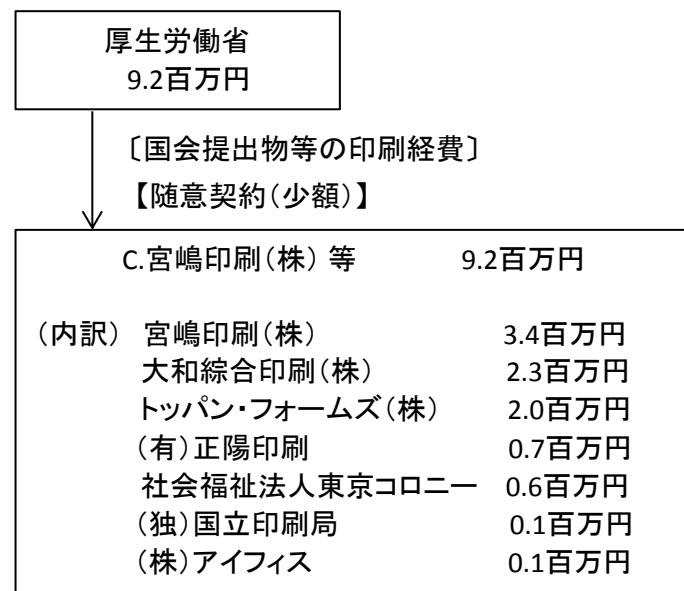 厚生労働省
9.2百万円
〔国会提出物等の印刷経費〕
【随意契約(少額)】
C.宮嶋印刷(株) 等 9.2百万円
(内訳) 宮嶋印刷(株) 3.4百万円
大和綜合印刷(株) 2.3百万円
トッパン・フォームズ(株) 2.0百万円
(有)正陽印刷 0.7百万円
社会福祉法人東京コロニー 0.6百万円
(独)国立印刷局 0.1百万円
(株)アイフィス 0.1百万円